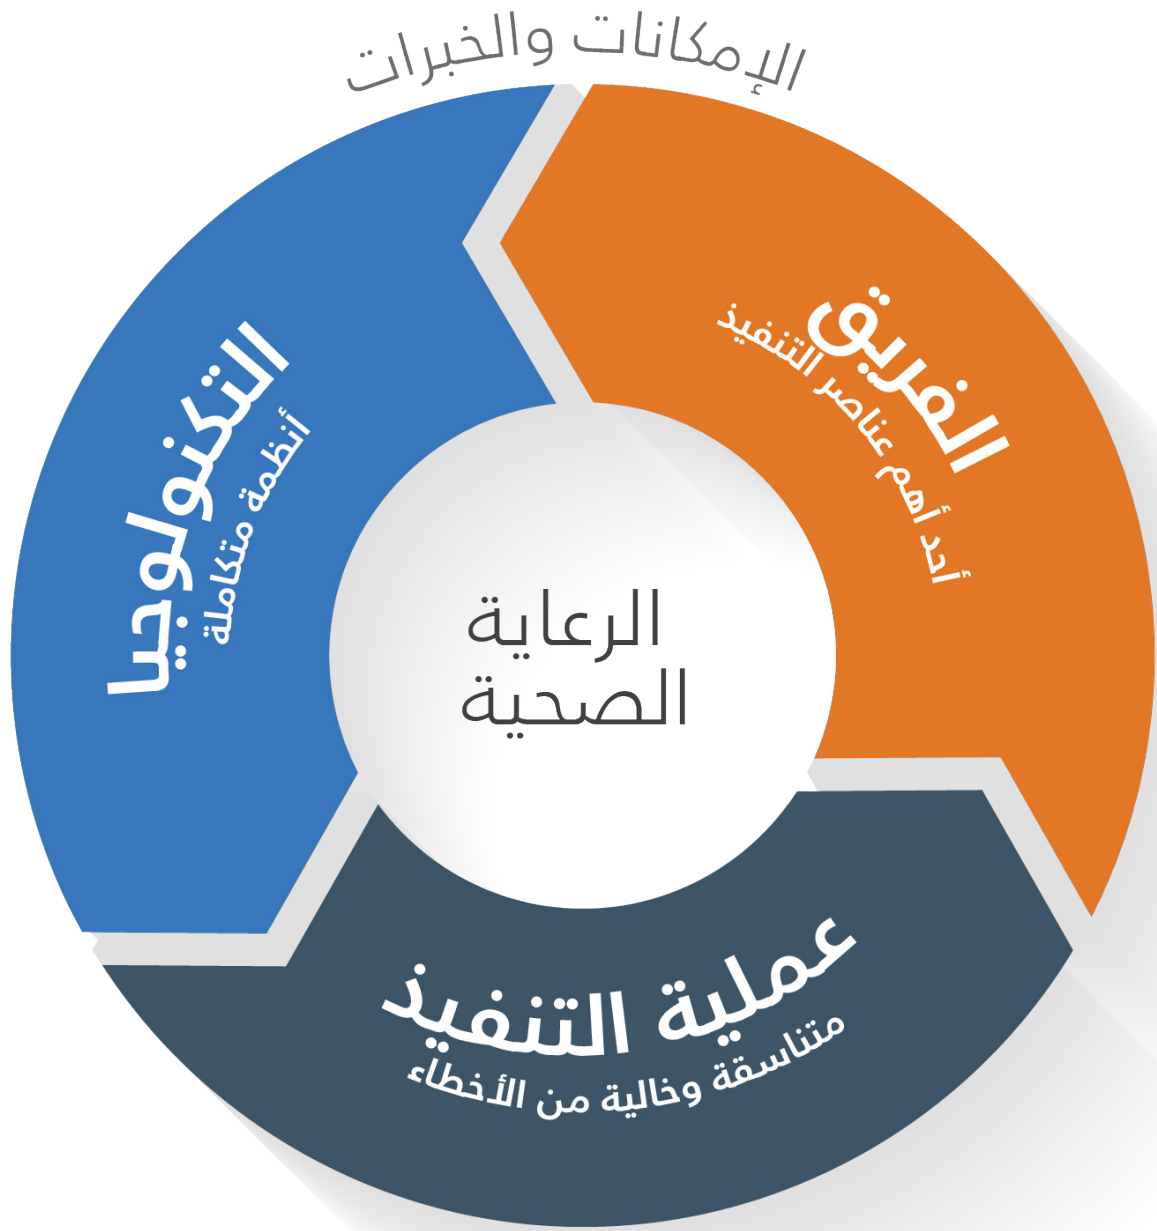 الإمكانات والخبرات
الفريق
أحد أهم عناصر التنفيذ
التكنولوجيا
أنظمة متكاملة
الرعاية
الصحية
عملية التنفيذ
متناسقة وخالية من الأخطاء